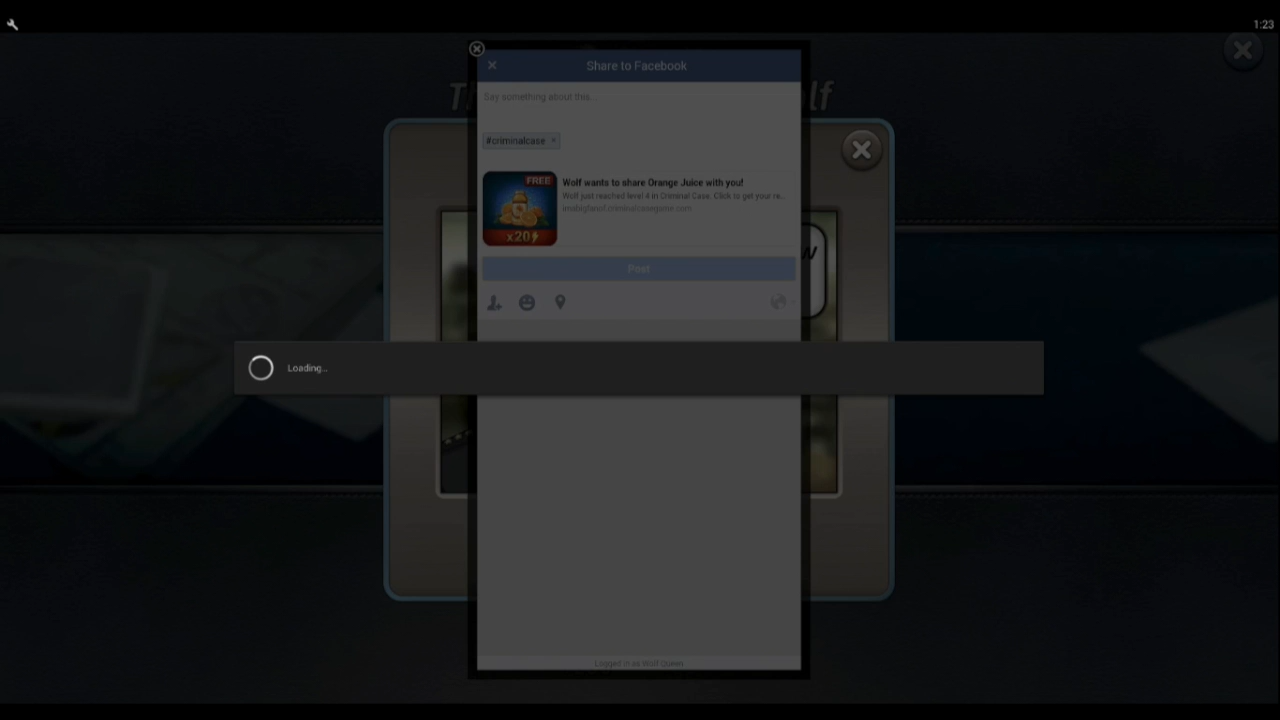 1:23
Share to Facebook
Say something about this...
#criminalcase
FREE
x20
Wolf wants to share Orange Juice with you!
Wolf just reached level 4 in Criminal Case. Click to get your re...
Post
Loading...
Logged in as Wolf Queen